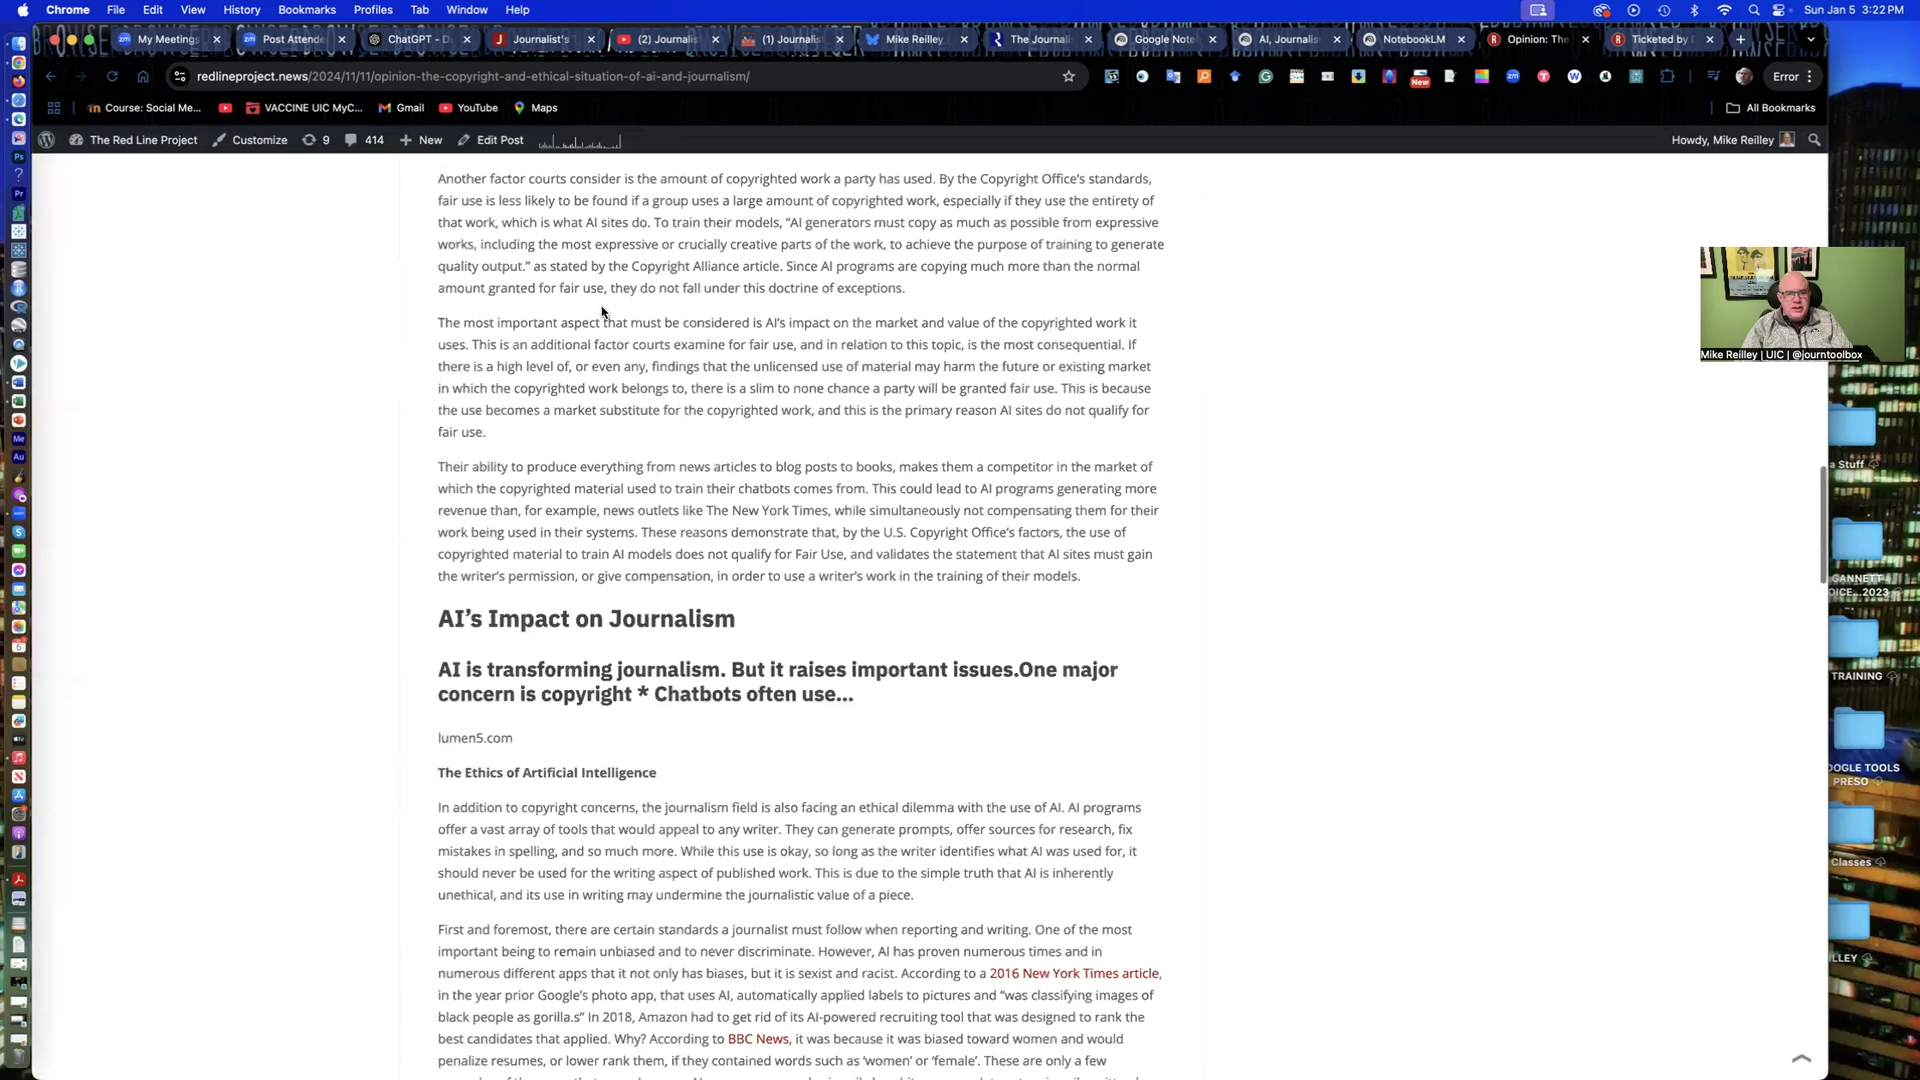 Chrome File Edit View History Bookmarks Profiles Tab Window Help Sun Jan 5 3:22 PM
My Meeting Post Attende ChatGPT - D Journalist's (2) Journalis (1) Journalis Mike Reilley The Journali Google Note AI, Journalis NotebookLM Opinion: The Ticketed by
redlineproject.news/2024/11/11/opinion-the-copyright-and-ethical-situation-of-ai-and-journalism/ New Error
Course: Social Me... VACCINE UIC MyC... Gmail YouTube Maps All Bookmarks
The Red Line Project Customize 9 414 New Edit Post Howdy, Mike Reilley
Another factor courts consider is the amount of copyrighted work a party has used. By the Copyright Office's standards,
fair use is less likely to be found if a group uses a large amount of copyrighted work, especially if they use the entirety of
that work, which is what AI sites do. To train their models, “AI generators must copy as much as possible from expressive
works, including the most expressive or crucially creative parts of the work, to achieve the purpose of training to generate
quality output.” as stated by the Copyright Alliance article. Since AI programs are copying much more than the normal
amount granted for fair use, they do not fall under this doctrine of exceptions.
Mike Reilley | UIC | @journtoolbox
The most important aspect that must be considered is AI's impact on the market and value of the copyrighted work it
uses. This is an additional factor courts examine for fair use, and in relation to this topic, is the most consequential. If
there is a high level of, or even any, findings that the unlicensed use of material may harm the future or existing market
in which the copyrighted work belongs to, there is a slim to none chance a party will be granted fair use. This is because
the use becomes a market substitute for the copyrighted work, and this is the primary reason AI sites do not qualify for
fair use.
Their ability to produce everything from news articles to blog posts to books, makes them a competitor in the market of
which the copyrighted material used to train their chatbots comes from. This could lead to AI programs generating more
revenue than, for example, news outlets like The New York Times, while simultaneously not compensating them for their
work being used in their systems. These reasons demonstrate that, by the U.S. Copyright Office's factors, the use of
copyrighted material to train AI models does not qualify for Fair Use, and validates the statement that AI sites must gain
the writer's permission, or give compensation, in order to use a writer's work in the training of their models.
AI's Impact on Journalism
AI is transforming journalism. But it raises important issues.One major
concern is copyright * Chatbots often use...
lumen5.com
The Ethics of Artificial Intelligence
In addition to copyright concerns, the journalism field is also facing an ethical dilemma with the use of AI. AI programs
offer a vast array of tools that would appeal to any writer. They can generate prompts, offer sources for research, fix
mistakes in spelling, and so much more. While this use is okay, so long as the writer identifies what AI was used for, it
should never be used for the writing aspect of published work. This is due to the simple truth that AI is inherently
unethical, and its use in writing may undermine the journalistic value of a piece.
First and foremost, there are certain standards a journalist must follow when reporting and writing. One of the most
important being to remain unbiased and to never discriminate. However, AI has proven numerous times and in
numerous different apps that it not only has biases, but it is sexist and racist. According to a 2016 New York Times article,
in the year prior Google's photo app, that uses AI, automatically applied labels to pictures and “was classifying images of
black people as gorilla.s” In 2018, Amazon had to get rid of its AI-powered recruiting tool that was designed to rank the
best candidates that applied. Why? According to BBC News, it was because it was biased toward women and would
penalize resumes, or lower rank them, if they contained words such as ‘women’ or ‘female’. These are only a few
a Stuff
GANNETT
OICE...2023
TRAINING
OOGLE TOOLS
PRESO
Classes
ILLEY